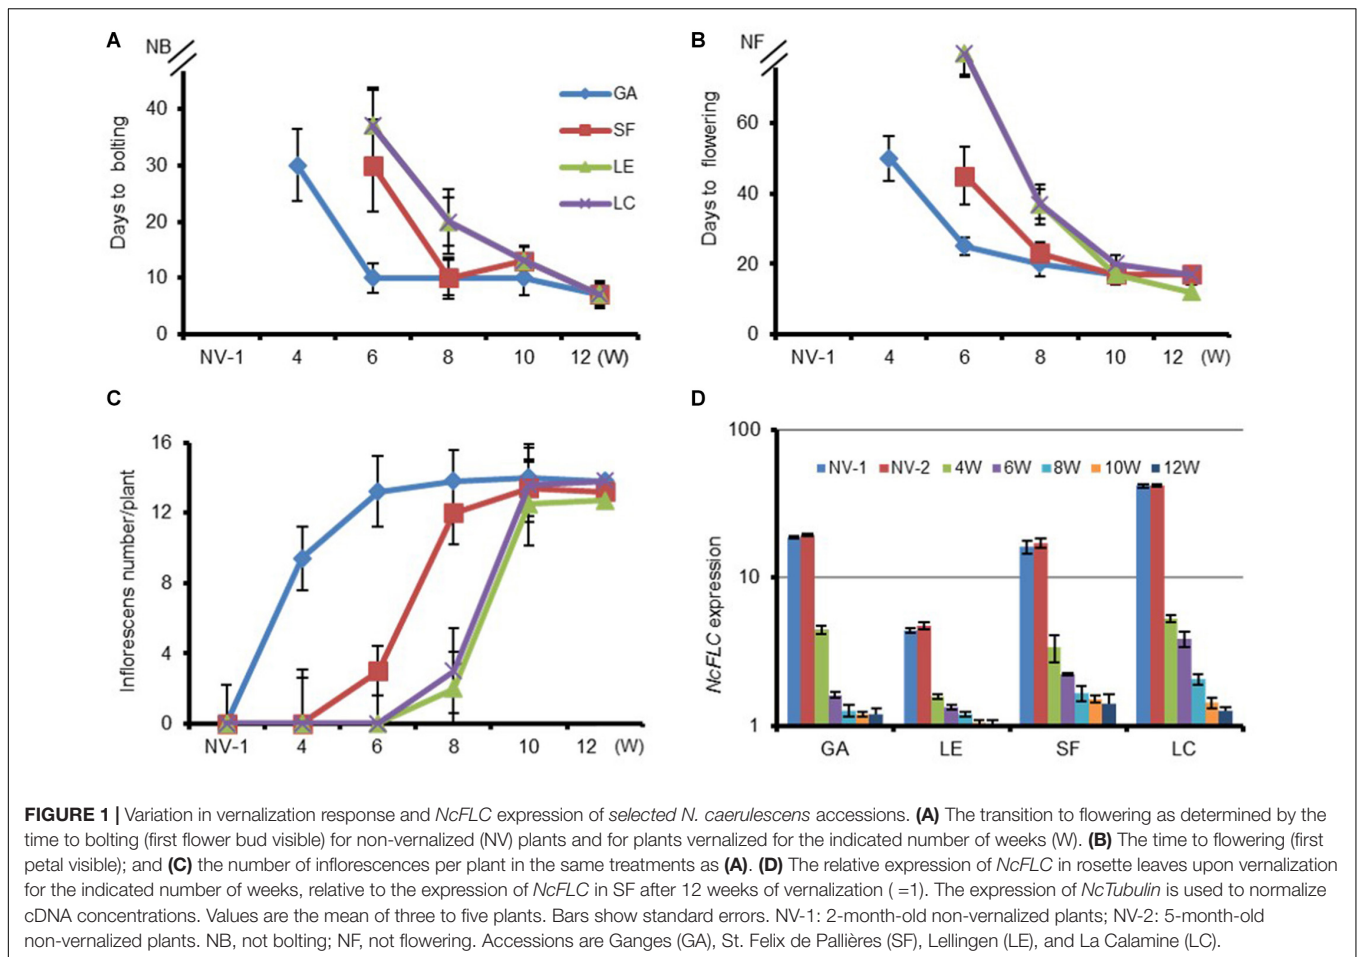 A
NB
Days to bolting
40
30
20
10
0
NV-1 4 6 8 10 12 (W)
GA
SF
LE
LC
B
NF
Days to flowering
60
40
20
0
NV-1 4 6 8 10 12 (W)
C
Inflorescens number/plant
16
12
8
4
0
NV-1 4 6 8 10 12 (W)
D
NcFLC expression
100
10
1
NV-1 NV-2 4W 6W 8W 10W 12W
GA LE SF LC
FIGURE 1 | Variation in vernalization response and NcFLC expression of selected N. caerulescens accessions. (A) The transition to flowering as determined by the
time to bolting (first flower bud visible) for non-vernalized (NV) plants and for plants vernalized for the indicated number of weeks (W). (B) The time to flowering (first
petal visible); and (C) the number of inflorescences per plant in the same treatments as (A). (D) The relative expression of NcFLC in rosette leaves upon vernalization
for the indicated number of weeks, relative to the expression of NcFLC in SF after 12 weeks of vernalization ( =1). The expression of NcTubulin is used to normalize
cDNA concentrations. Values are the mean of three to five plants. Bars show standard errors. NV-1: 2-month-old non-vernalized plants; NV-2: 5-month-old
non-vernalized plants. NB, not bolting; NF, not flowering. Accessions are Ganges (GA), St. Felix de Pallières (SF), Lellingen (LE), and La Calamine (LC).